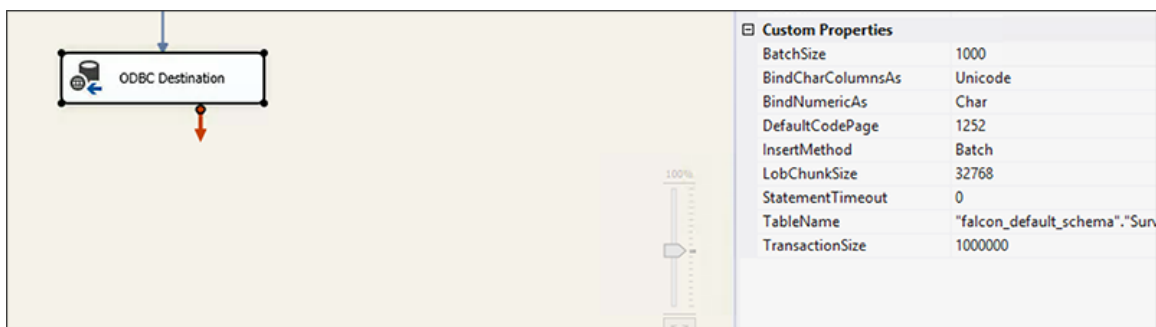 ODBC Destination
100%
Custom Properties
BatchSize 1000
BindCharColumnsAs Unicode
BindNumericAs Char
DefaultCodePage 1252
InsertMethod Batch
LobChunkSize 32768
StatementTimeout 0
TableName "falcon_default_schema"."Surv
TransactionSize 1000000